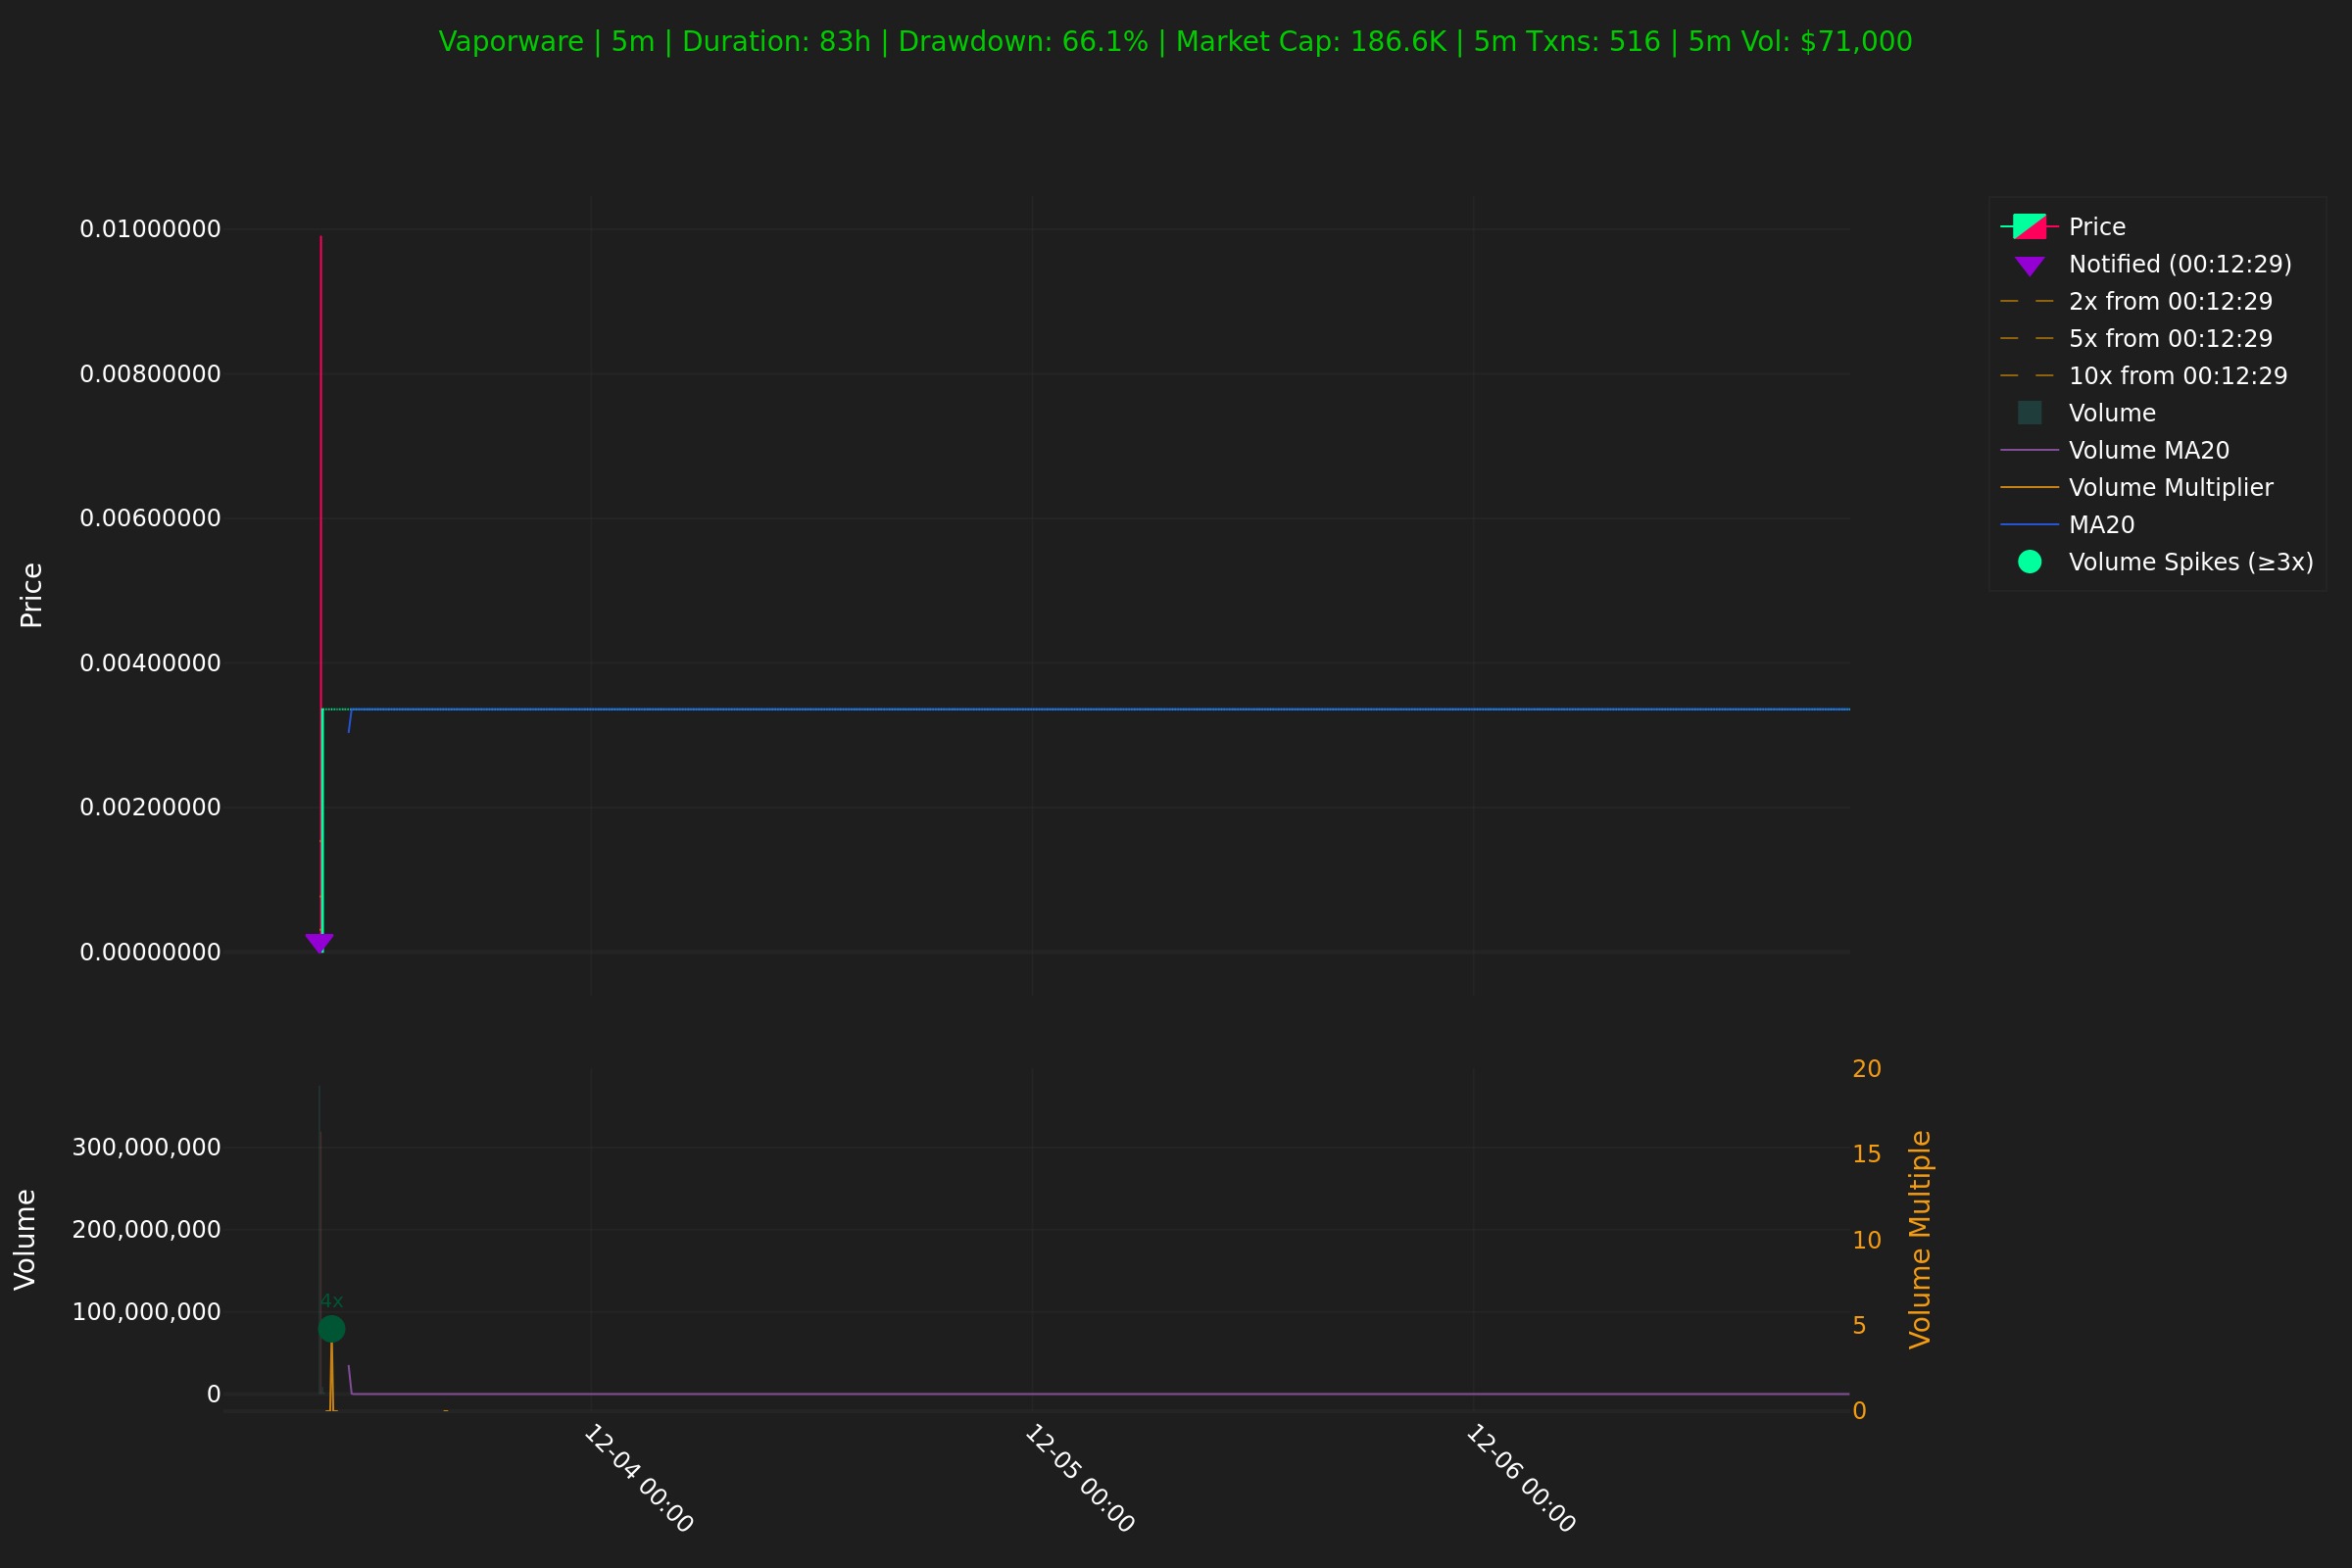 Vaporware | 5m | Duration: 83h | Drawdown: 66.1% | Market Cap: 186.6K | 5m Txns: 516 | 5m Vol: $71,000
Price
0.01000000
0.00800000
0.00600000
0.00400000
0.00200000
0.00000000
Price
Notified (00:12:29)
2x from 00:12:29
5x from 00:12:29
10x from 00:12:29
Volume
Volume MA20
Volume Multiplier
MA20
Volume Spikes (≥3x)
Volume
300,000,000
200,000,000
100,000,000
0
4x
20
15
10
5
0
Volume Multiple
12-04 00:00
12-05 00:00
12-06 00:00